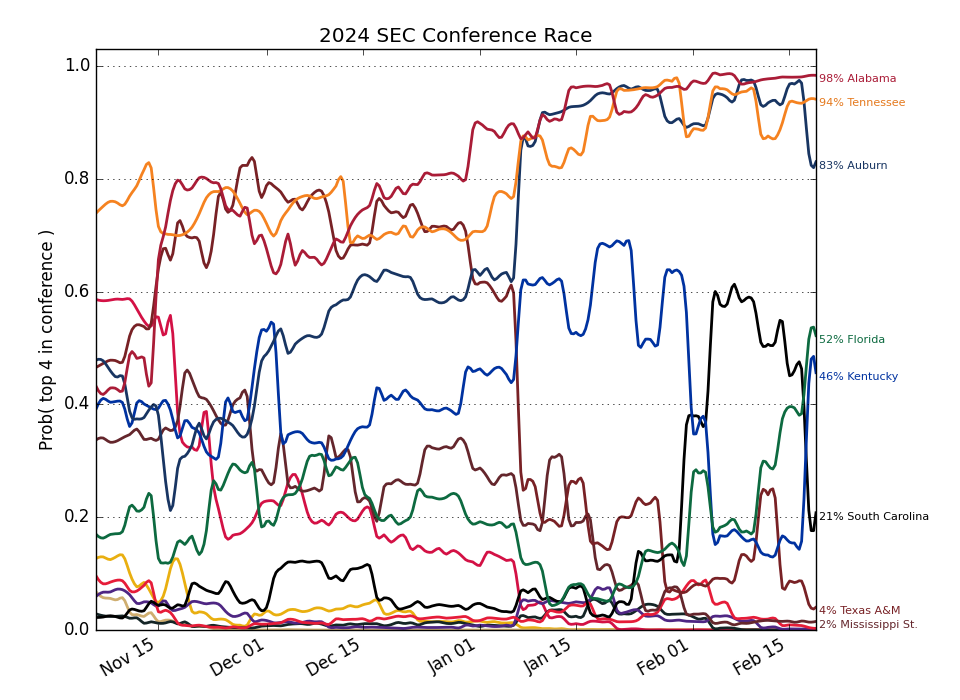 2024 SEC Conference Race
Prob( top 4 in conference )
1.0
0.8
0.6
0.4
0.2
0.0
98% Alabama
94% Tennessee
83% Auburn
52% Florida
46% Kentucky
21% South Carolina
4% Texas A&M
2% Mississippi St.
Nov 15
Dec 01
Dec 15
Jan 01
Jan 15
Feb 01
Feb 15